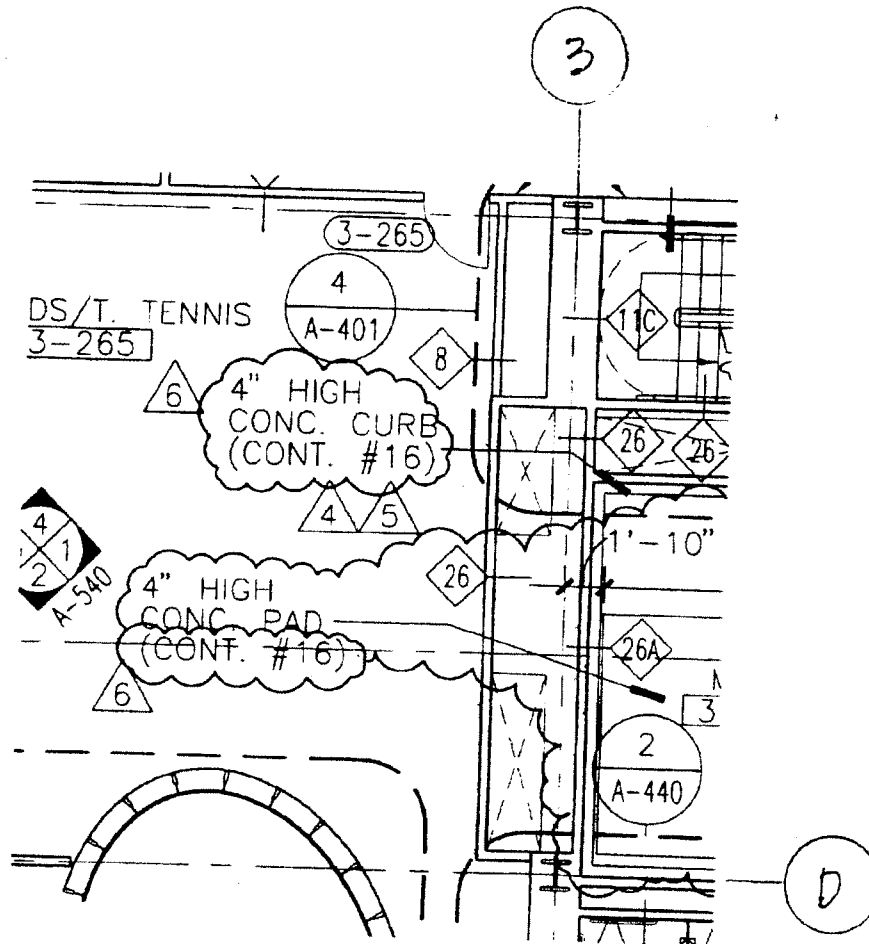 3
3-265
4
A-401
DS/T. TENNIS
3-265
11C
8
6
4" HIGH
CONC. CURB
(CONT. #16)
26
26
X
4
5
4
1
2
A-540
1'-10"
26
4" HIGH
CONC. PAD
(CONT. #16)
26A
6
3
2
A-440
D